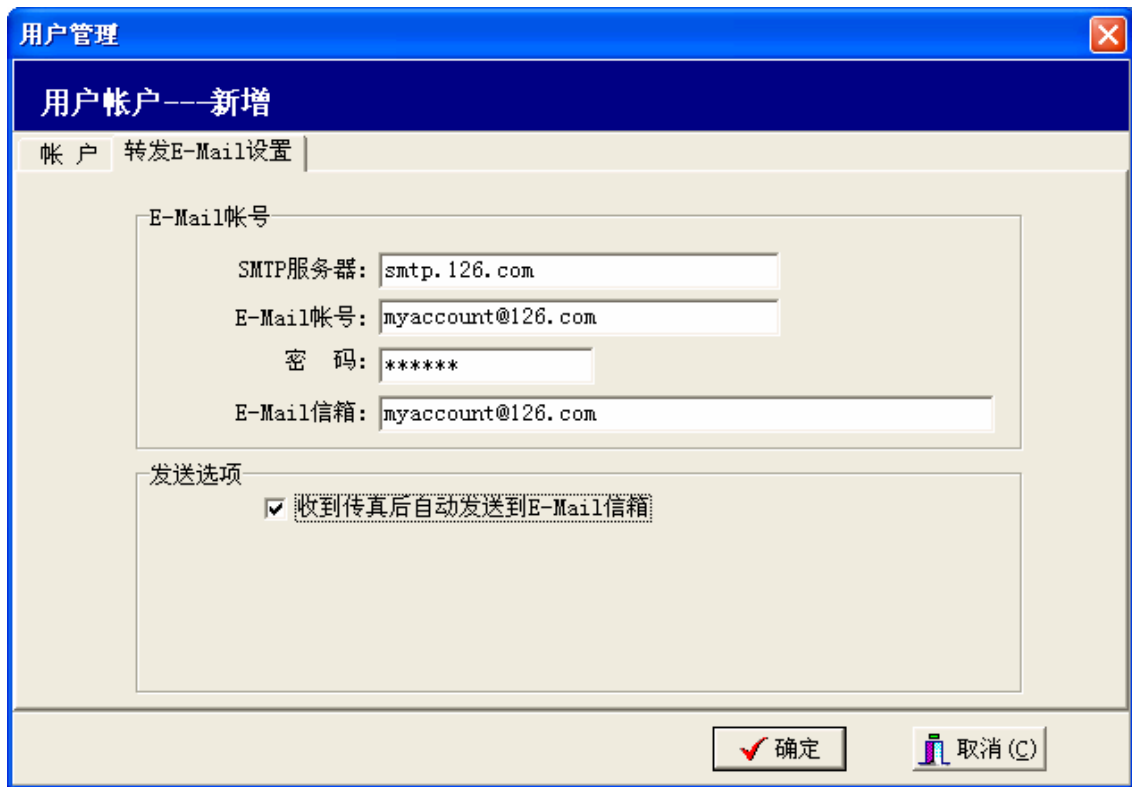 用户管理
用户帐户---新增
帐 户 转发E-Mail设置
E-Mail帐号
SMTP服务器: smtp.126.com
E-Mail帐号: myaccount@126.com
密 码: ******
E-Mail信箱: myaccount@126.com
发送选项
收到传真后自动发送到E-Mail信箱
确定 取消(C)